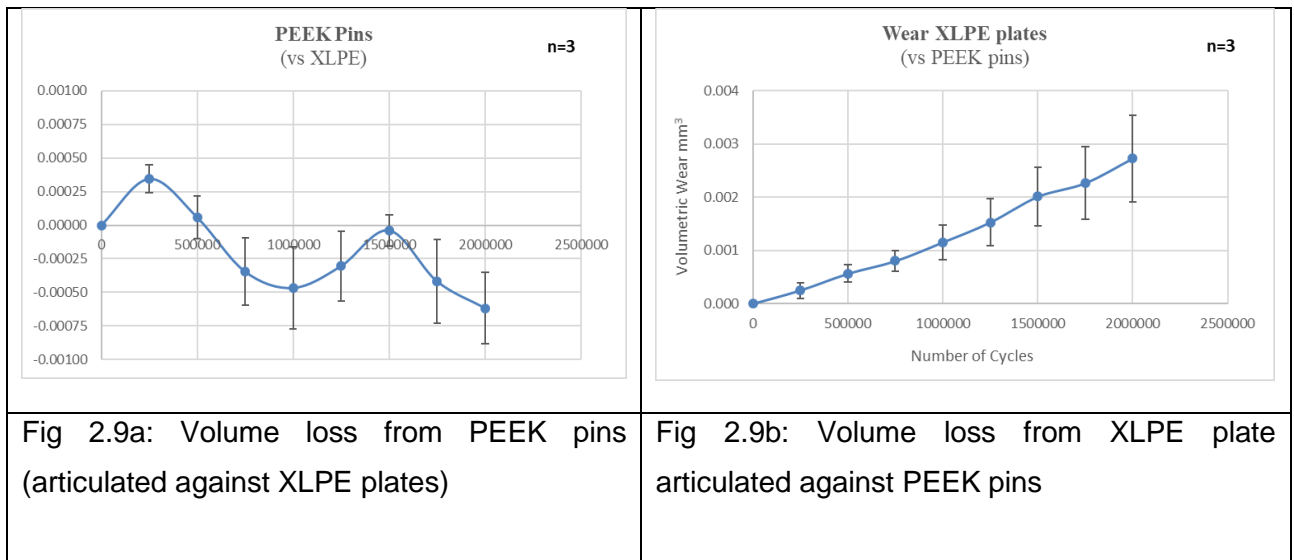 PEEK Pins
(vs XLPE)
n=3
0.00100
0.00075
0.00050
0.00025
0.00000
-0.00025
-0.00050
-0.00075
-0.00100
0 500000 1000000 1500000 2000000 2500000
Wear XLPE plates
(vs PEEK pins)
n=3
Volumetric Wear mm³
0.004
0.003
0.002
0.001
0.000
0 500000 1000000 1500000 2000000 2500000
Number of Cycles
Fig 2.9a: Volume loss from PEEK pins
(articulated against XLPE plates)
Fig 2.9b: Volume loss from XLPE plate
articulated against PEEK pins